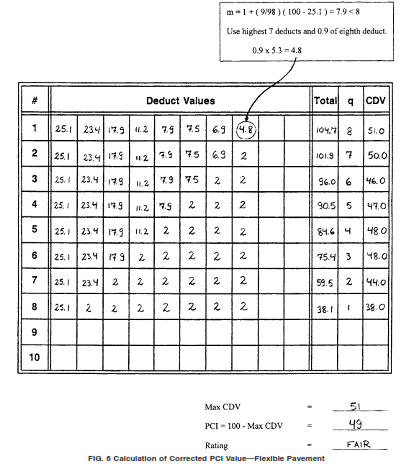 m = 1 + ( 9/98) ( 100 - 25.1 ) = 7.9 < 8
Use highest 7 deducts and 0.9 of eighth deduct.
0.9 x 5.3 = 4.8
# Deduct Values Total q CDV
1 25.1 23.4 17.9 11.2 7.9 7.5 6.9 4.8 104.7 8 51.0
2 25.1 23.4 17.9 11.2 7.9 7.5 6.9 2 101.9 7 50.0
3 25.1 23.4 17.9 11.2 7.9 7.5 2 2 96.0 6 46.0
4 25.1 23.4 17.9 11.2 7.9 2 2 2 90.5 5 47.0
5 25.1 23.4 17.9 11.2 2 2 2 2 84.6 4 48.0
6 25.1 23.4 17.9 2 2 2 2 2 75.4 3 48.0
7 25.1 23.4 2 2 2 2 2 2 59.5 2 44.0
8 25.1 2 2 2 2 2 2 2 38.1 1 38.0
9
10
Max CDV = 51
PCI = 100 - Max CDV = 49
Rating = FAIR
FIG. 6 Calculation of Corrected PCI Value—Flexible Pavement